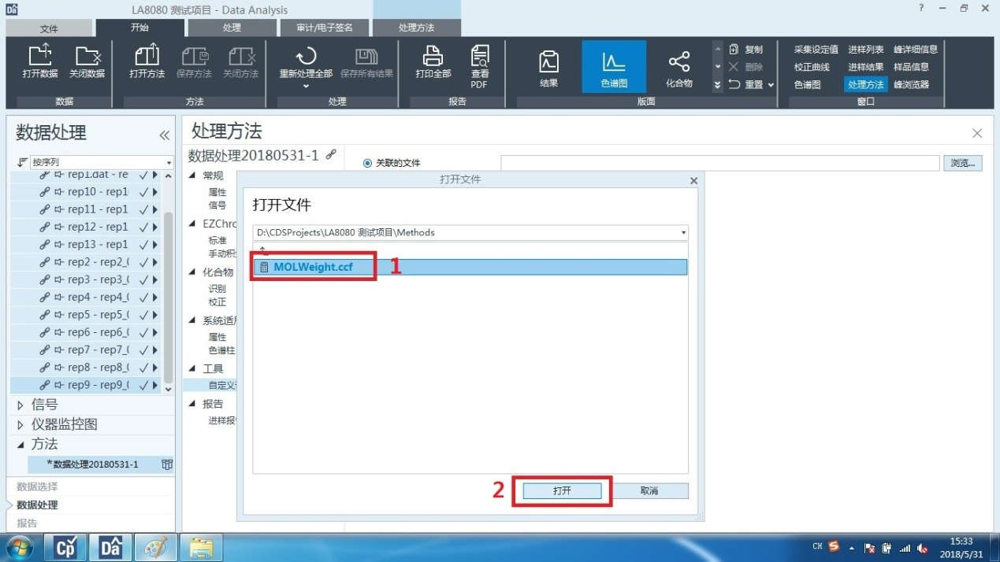 LA8080 测试项目 - Data Analysis
文件 开始 处理 审计/电子签名 处理方法
打开数据 关闭数据 打开方法 保存方法 关闭方法 重新处理全部 保存所有结果 打印全部 查看 PDF 结果 色谱图 化合物
复制
删除
重置
采集设定值 进样列表 峰详细信息
校正曲线 进样结果 样品信息
色谱图 处理方法 峰浏览器
数据 方法 处理 报告 版面 窗口
数据处理
按序列
rep1.dat - re
rep10 - rep1
rep11 - rep1
rep12 - rep1
rep13 - rep1
rep2 - rep2_0
rep3 - rep3_0
rep4 - rep4_0
rep5 - rep5_0
rep6 - rep6_0
rep7 - rep7_0
rep8 - rep8_0
rep9 - rep9_0
信号
仪器监控图
方法
*数据处理20180531-1
数据选择
数据处理
报告
处理方法
数据处理20180531-1
常规
属性
信号
EZChro
标准
手动积分
化合物
识别
校正
系统适用
属性
色谱柱
工具
自定义
报告
进样报
关联的文件
浏览...
打开文件
打开文件
D:\CDSProjects\LA8080 测试项目\Methods
MOLWeight.ccf 1
2 打开 取消
Cp Da
CH
15:33
2018/5/31